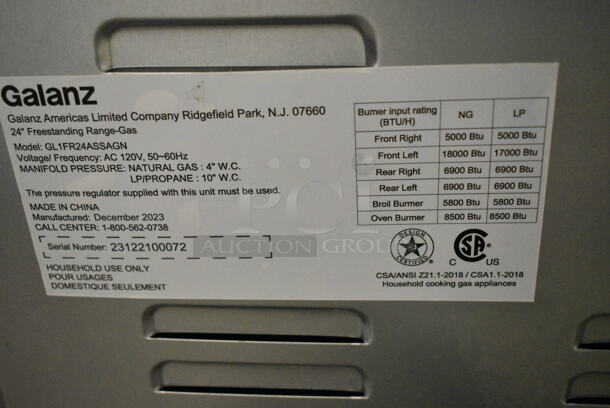 Galanz
Galanz Americas Limited Company Ridgefield Park, N.J. 07660
24" Freestanding Range-Gas
Model: GL1FR24ASSAGN
Voltage/ Frequency: AC 120V, 50~60Hz
MANIFOLD PRESSURE: NATURAL GAS : 4" W.C.
LP/PROPANE : 10" W.C.
The pressure regulator supplied with this unit must be used.
MADE IN CHINA
Manufactured: December 2023
CALL CENTER: 1-800-562-0738
Serial Number: 23122100072
HOUSEHOLD USE ONLY
POUR USAGES
DOMESTIQUE SEULEMENT
Burner input rating (BTU/H) NG LP
Front Right 5000 Btu 5000 Btu
Front Left 18000 Btu 17000 Btu
Rear Right 6900 Btu 6900 Btu
Rear Left 6900 Btu 6900 Btu
Broil Burner 5800 Btu 5800 Btu
Oven Burner 8500 Btu 8500 Btu
DESIGN
CERTIFIED
C US
CSA/ANSI Z21.1-2018 / CSA1.1-2018
Household cooking gas appliances
PCI
AUCTION GROUP